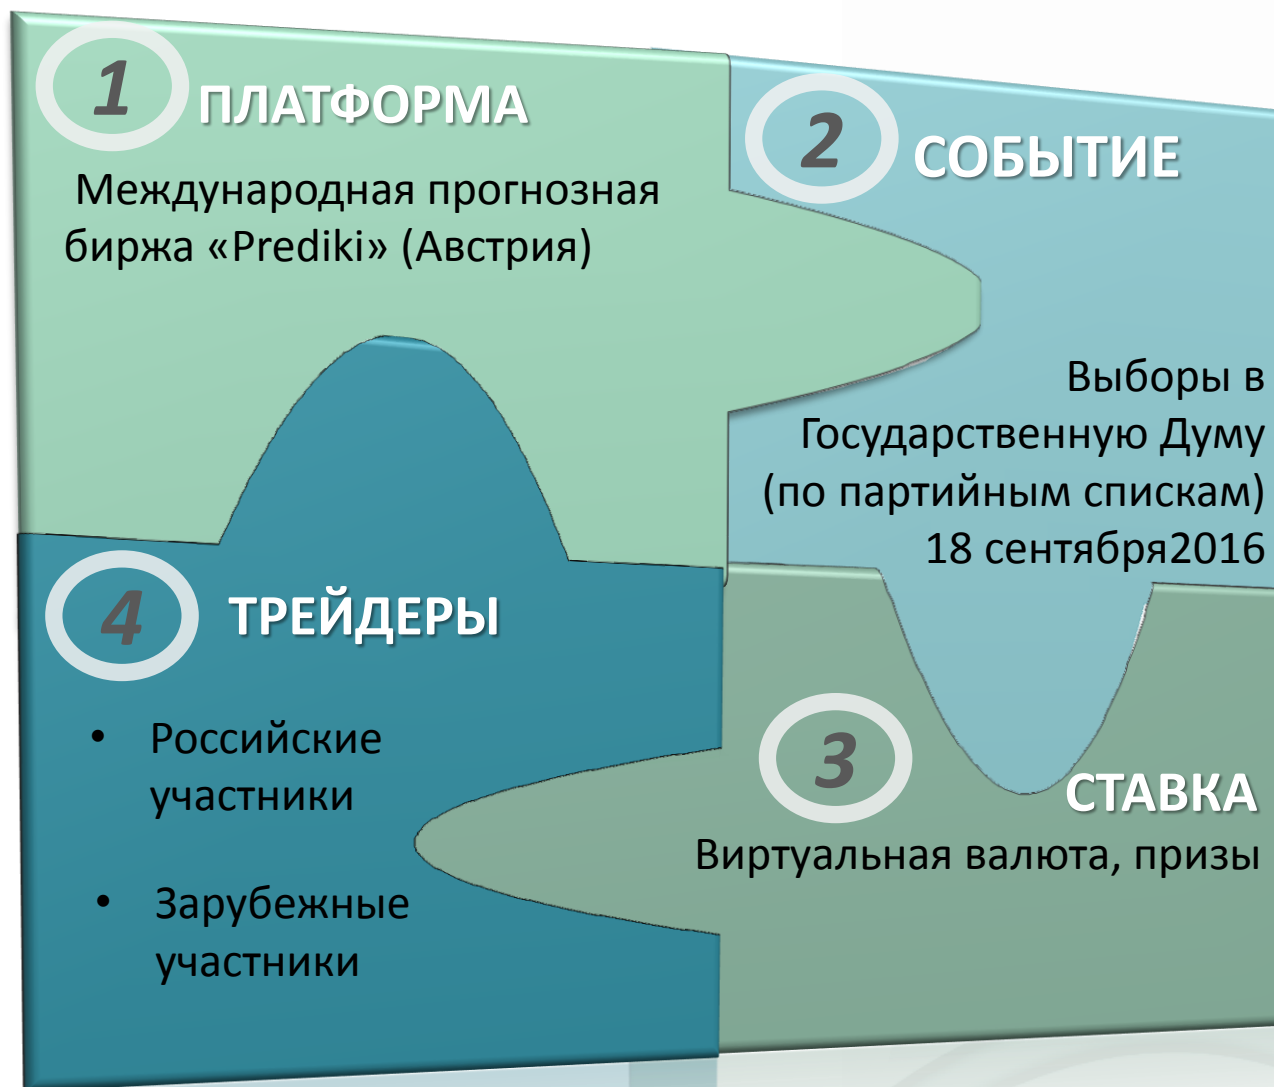 1
ПЛАТФОРМА
Международная прогнозная
биржа «Prediki» (Австрия)
2
СОБЫТИЕ
Выборы в
Государственную Думу
(по партийным спискам)
18 сентября2016
3
СТАВКА
Виртуальная валюта, призы
4
ТРЕЙДЕРЫ
• Российские
участники
• Зарубежные
участники